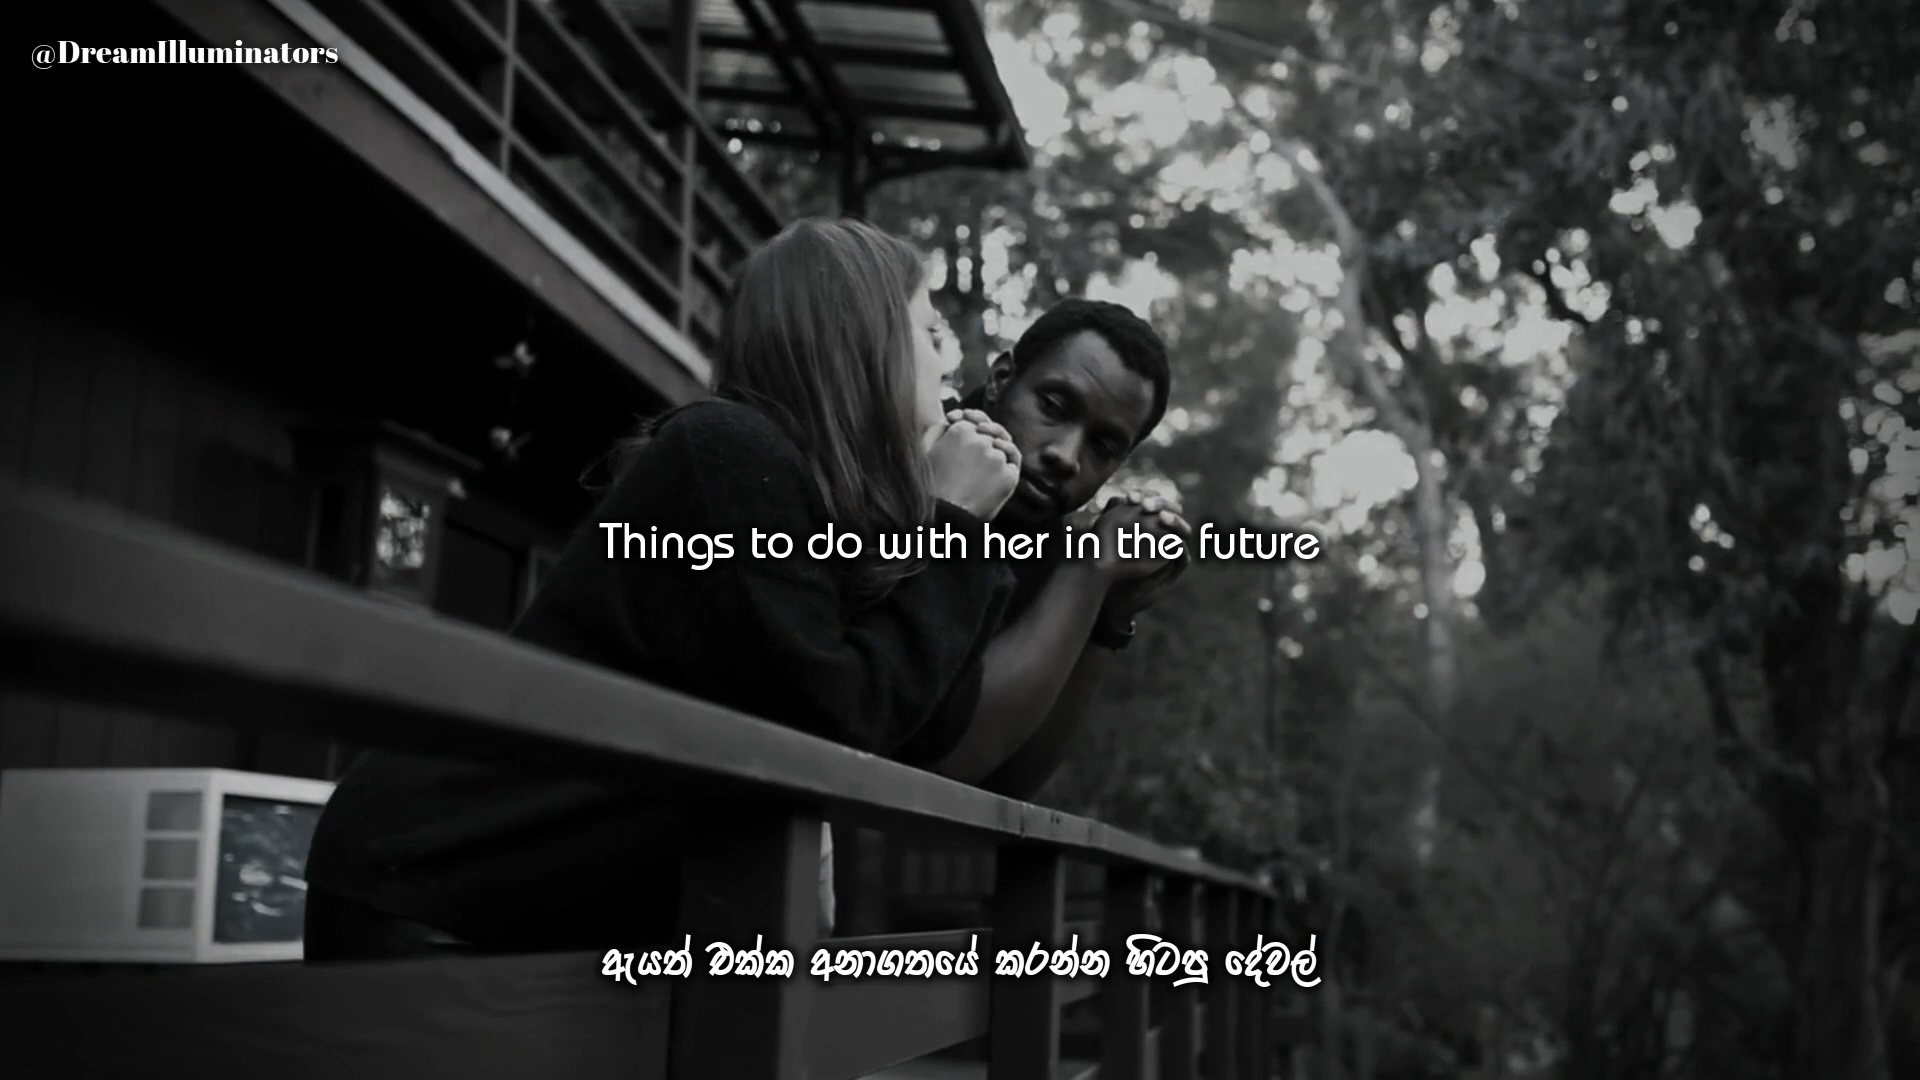 @DreamIlluminators
Things to do with her in the future
ඇයත් එක්ක අනාගතයේ කරන්න හිටපු දේවල්